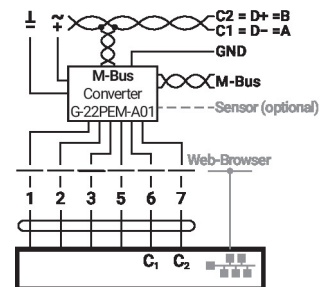 ⊥ ~ C2 = D+ =B
− + C1 = D− =A
GND
M-Bus
Converter
G-22PEM-A01
M-Bus
Sensor (optional)
Web-Browser
1 2 3 5 6 7
C₁ C₂